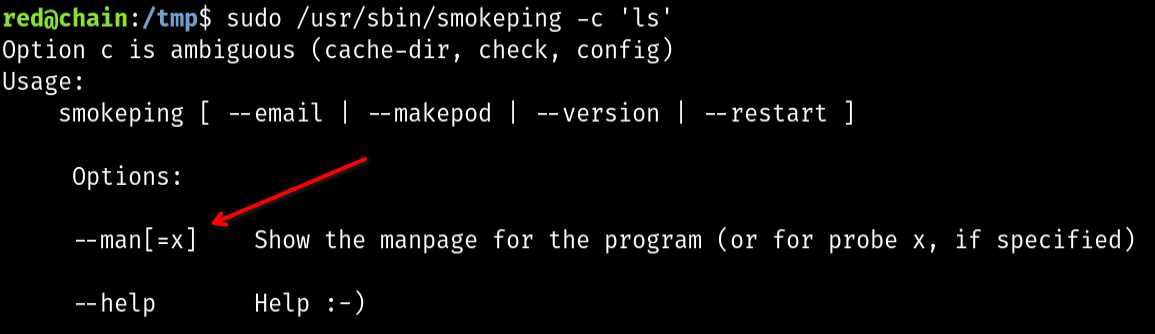 red@chain:/tmp$ sudo /usr/sbin/smokeping -c 'ls'
Option c is ambiguous (cache-dir, check, config)
Usage:
smokeping [ --email | --makepod | --version | --restart ]
Options:
--man[=x] Show the manpage for the program (or for probe x, if specified)
--help Help :-)